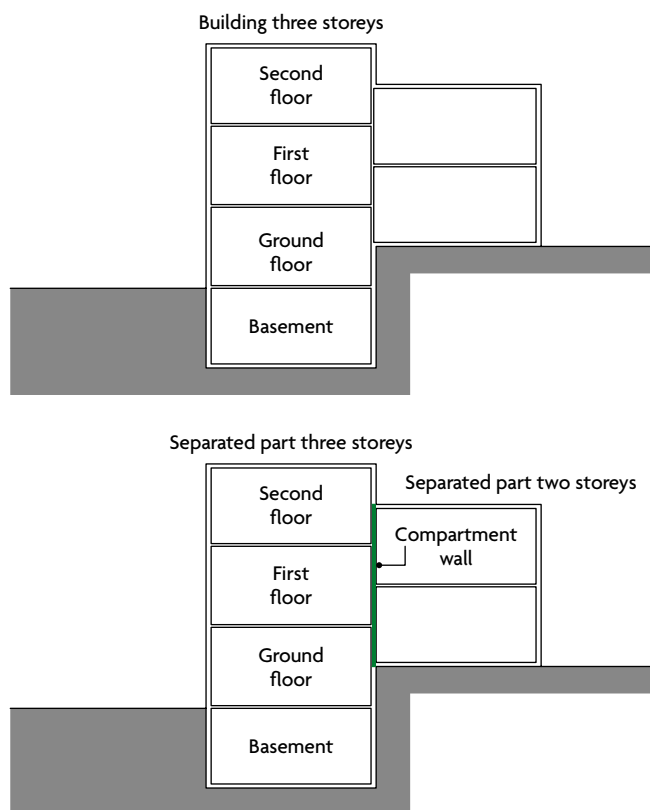 Building three storeys
Second
floor
First
floor
Ground
floor
Basement
Separated part three storeys
Separated part two storeys
Second
floor
Compartment
wall
First
floor
Ground
floor
Basement